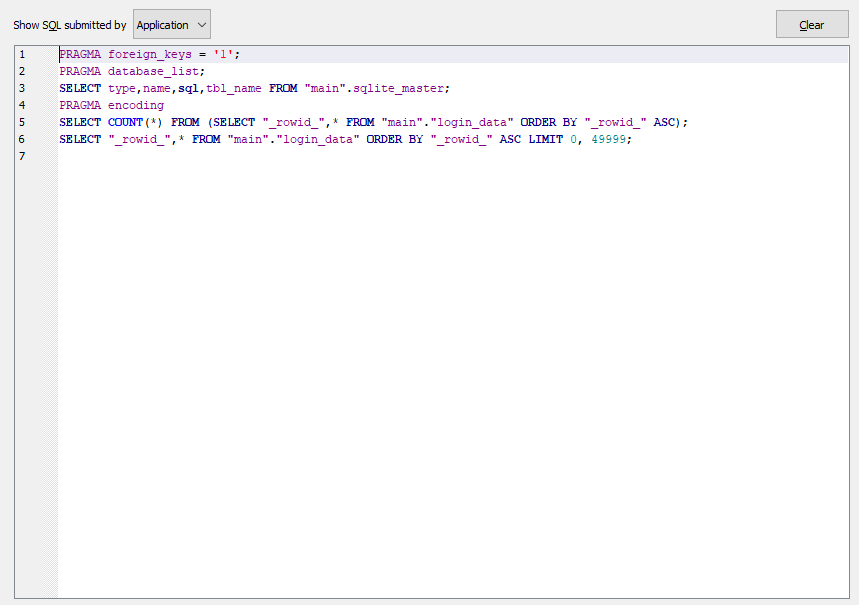 Show SQL submitted by Application Clear
1 PRAGMA foreign_keys = '1';
2 PRAGMA database_list;
3 SELECT type,name,sql,tbl_name FROM "main".sqlite_master;
4 PRAGMA encoding
5 SELECT COUNT(*) FROM (SELECT "_rowid_",* FROM "main"."login_data" ORDER BY "_rowid_" ASC);
6 SELECT "_rowid_",* FROM "main"."login_data" ORDER BY "_rowid_" ASC LIMIT 0, 49999;
7